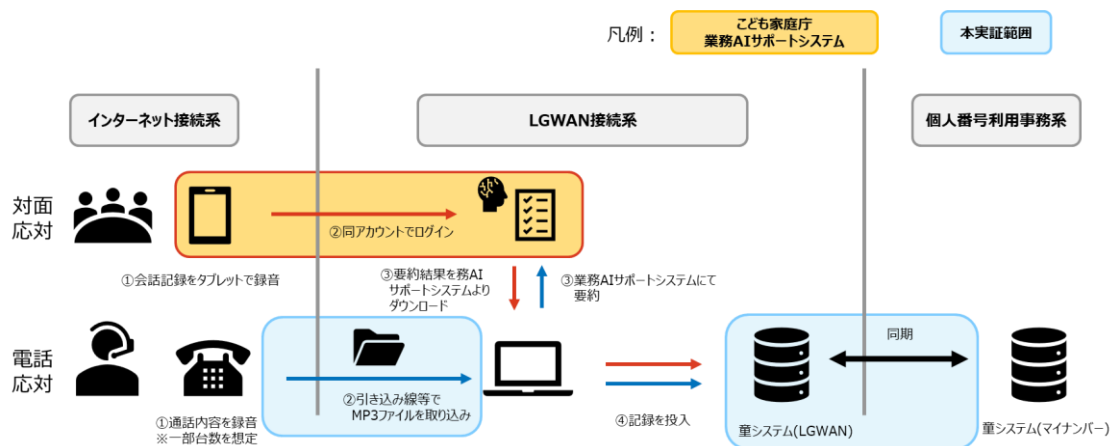 凡例：
こども家庭庁
業務AIサポートシステム
本実証範囲
インターネット接続系
LGWAN接続系
個人番号利用事務系
対面
応対
②同アカウントでログイン
①会話記録をタブレットで録音
③要約結果を務AI
サポートシステムより
ダウンロード
③業務AIサポートシステムにて
要約
電話
応対
同期
①通話内容を録音
※一部台数を想定
②引き込み線等で
MP3ファイルを取り込み
④記録を投入
童システム(LGWAN)
童システム(マイナンバー)